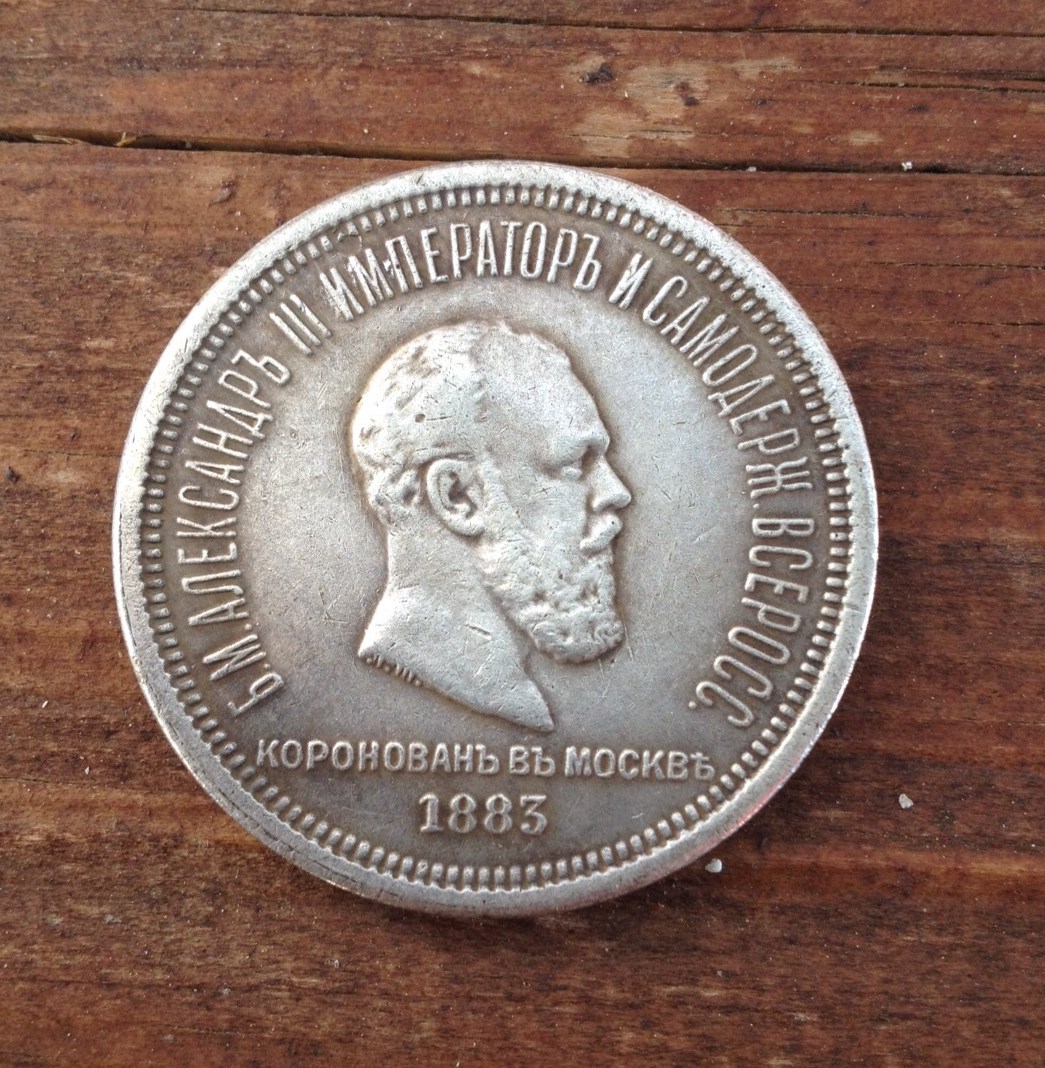 Б. М. АЛЕКСАНДРЪ III ИМПЕРАТОРЪ И САМОДЕРЖ. ВСЕРОСС.
КОРОНОВАНЪ ВЪ МОСКВѢ
1883